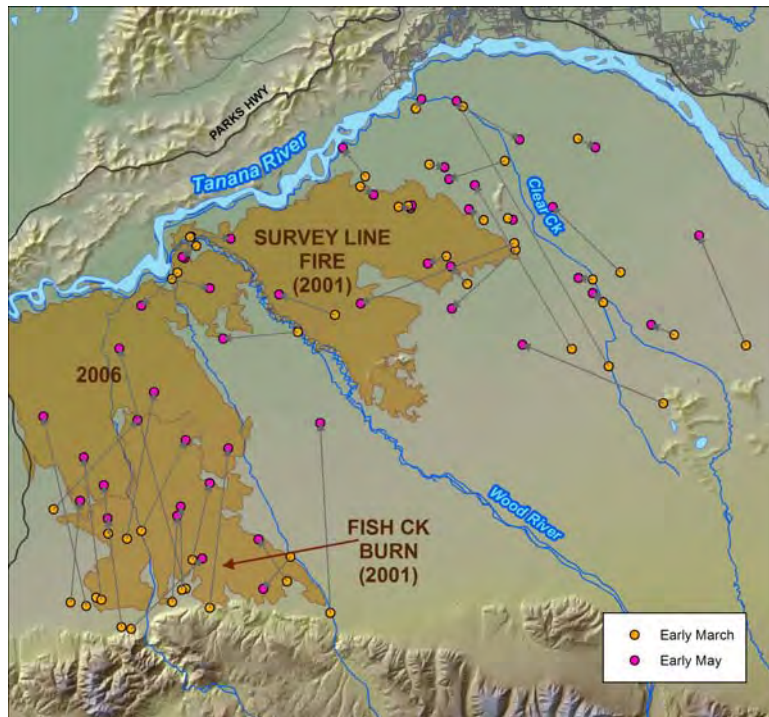 PARKS HWY
Tanana River
Clear Ck
SURVEY LINE
FIRE
(2001)
2006
Wood River
FISH CK
BURN
(2001)
Early March
Early May